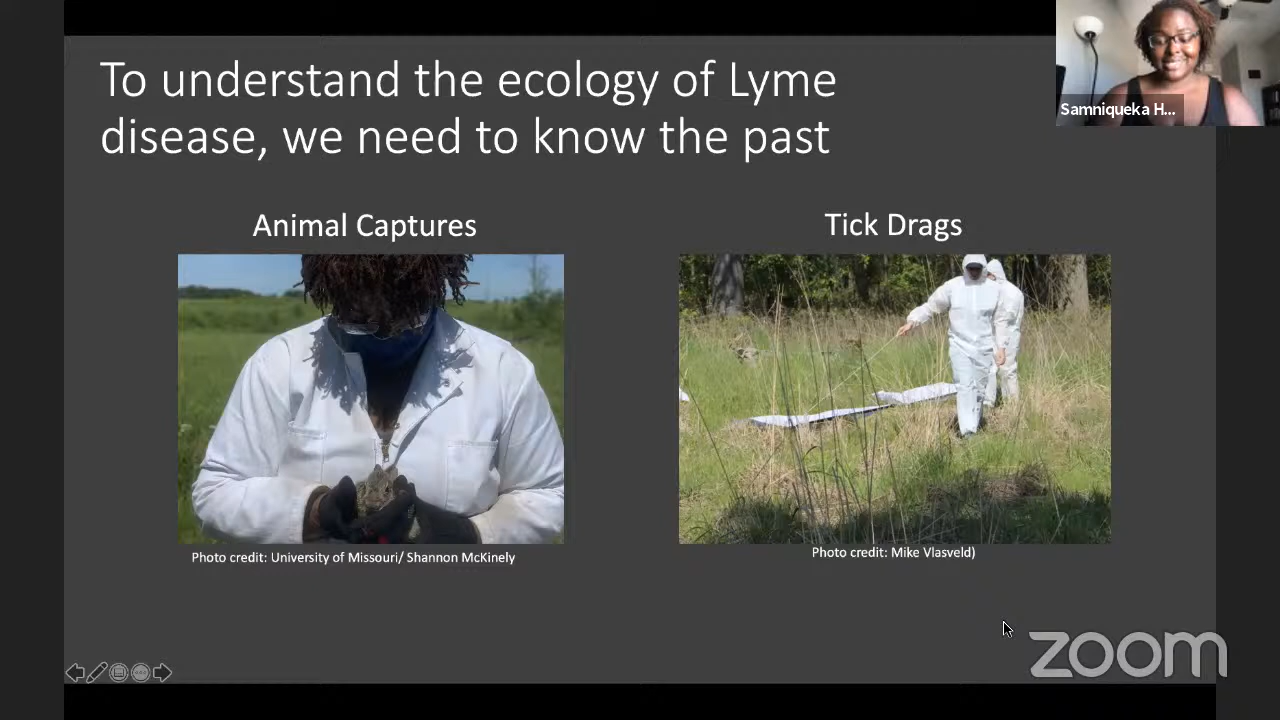 To understand the ecology of Lyme
disease, we need to know the past
Samniqueka H...
Animal Captures
Tick Drags
Photo credit: University of Missouri/ Shannon McKinely
Photo credit: Mike Vlasveld)
zoom